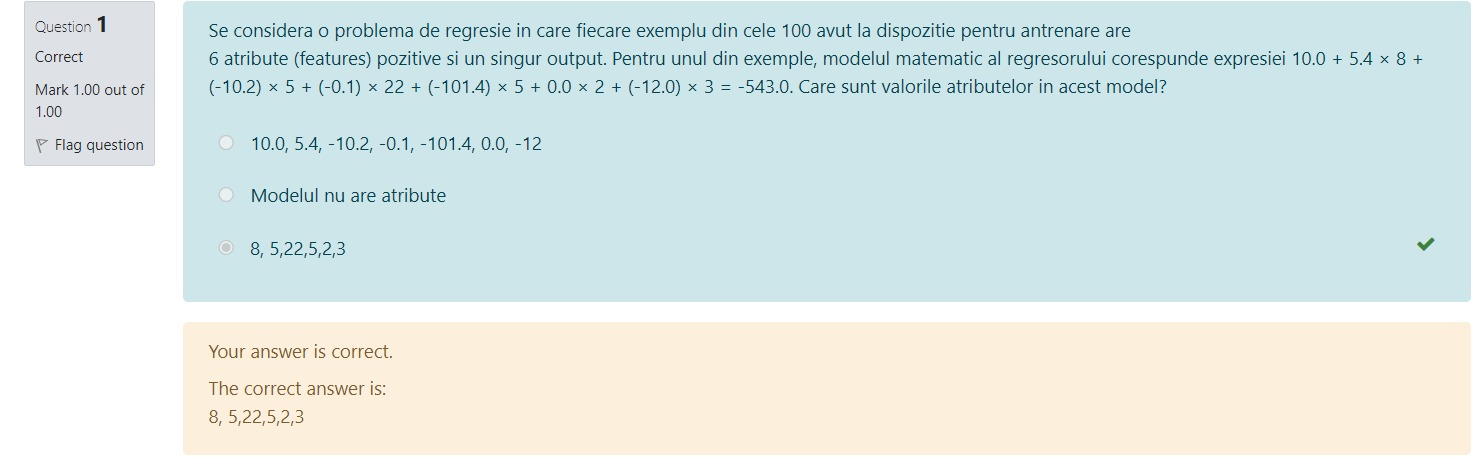 Question 1
Correct
Mark 1.00 out of
1.00
Flag question
Se considera o problema de regresie in care fiecare exemplu din cele 100 avut la dispozitie pentru antrenare are
6 atribute (features) pozitive si un singur output. Pentru unul din exemple, modelul matematic al regresorului corespunde expresiei 10.0 + 5.4 × 8 +
(-10.2) × 5 + (-0.1) × 22 + (-101.4) × 5 + 0.0 × 2 + (-12.0) × 3 = -543.0. Care sunt valorile atributelor in acest model?
10.0, 5.4, -10.2, -0.1, -101.4, 0.0, -12
Modelul nu are atribute
8, 5,22,5,2,3
Your answer is correct.
The correct answer is:
8, 5,22,5,2,3